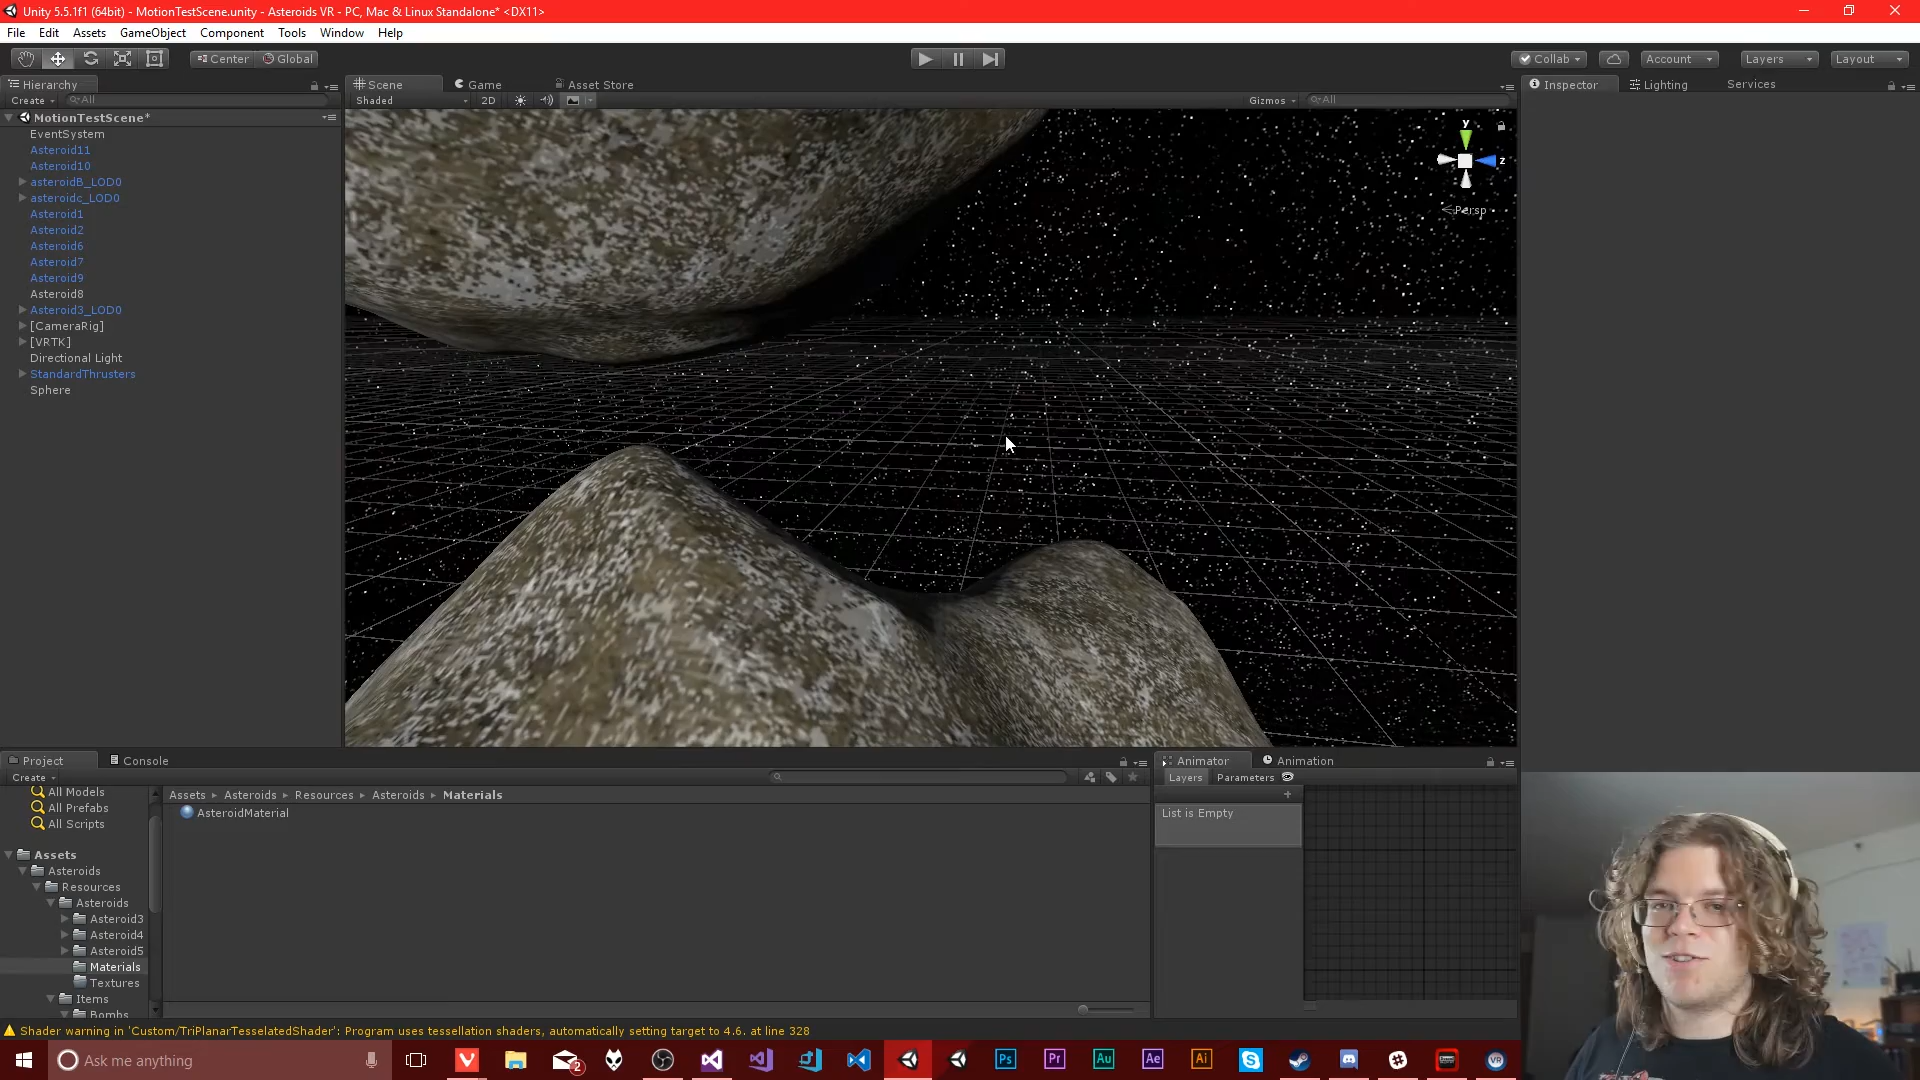 Unity 5.5.1f1 (64bit) - MotionTestScene.unity - Asteroids VR - PC, Mac & Linux Standalone* <DX11>
File Edit Assets GameObject Component Tools Window Help
Center Global Collab Account Layers Layout
Hierarchy Scene Game Asset Store Inspector Lighting Services
Create All Shaded 2D Gizmos All
MotionTestScene*
EventSystem
Asteroid11
Asteroid10
asteroidB_LOD0
asteroidc_LOD0
Asteroid1
Asteroid2
Asteroid6
Asteroid7
Asteroid9
Asteroid8
Asteroid3_LOD0
[CameraRig]
[VRTK]
Directional Light
StandardThrusters
Sphere
y
z
Persp
Project Console Animator Animation
Create Layers Parameters
All Models
All Prefabs
All Scripts
Assets
Asteroids
Resources
Asteroids
Asteroid3
Asteroid4
Asteroid5
Materials
Textures
Items
Bombs
Assets Asteroids Resources Asteroids Materials
AsteroidMaterial
List is Empty
Shader warning in 'Custom/TriPlanarTesselatedShader': Program uses tessellation shaders, automatically setting target to 4.6. at line 328
Ask me anything 2 Ps Pr Au Ae Ai VR